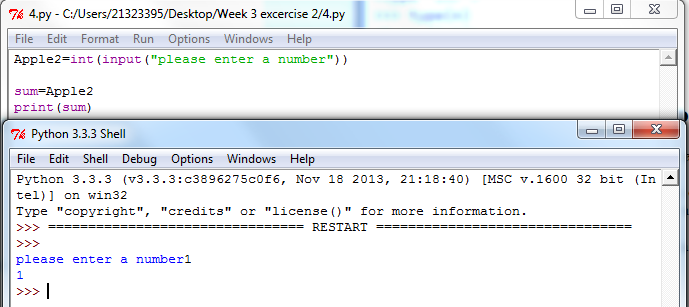 4.py - C:/Users/21323395/Desktop/Week 3 excercise 2/4.py
File Edit Format Run Options Windows Help
Apple2=int(input("please enter a number"))
sum=Apple2
print(sum)
Python 3.3.3 Shell
File Edit Shell Debug Options Windows Help
Python 3.3.3 (v3.3.3:c3896275c0f6, Nov 18 2013, 21:18:40) [MSC v.1600 32 bit (In
tel)] on win32
Type "copyright", "credits" or "license()" for more information.
>>> ================================ RESTART ================================
>>>
please enter a number1
1
>>>